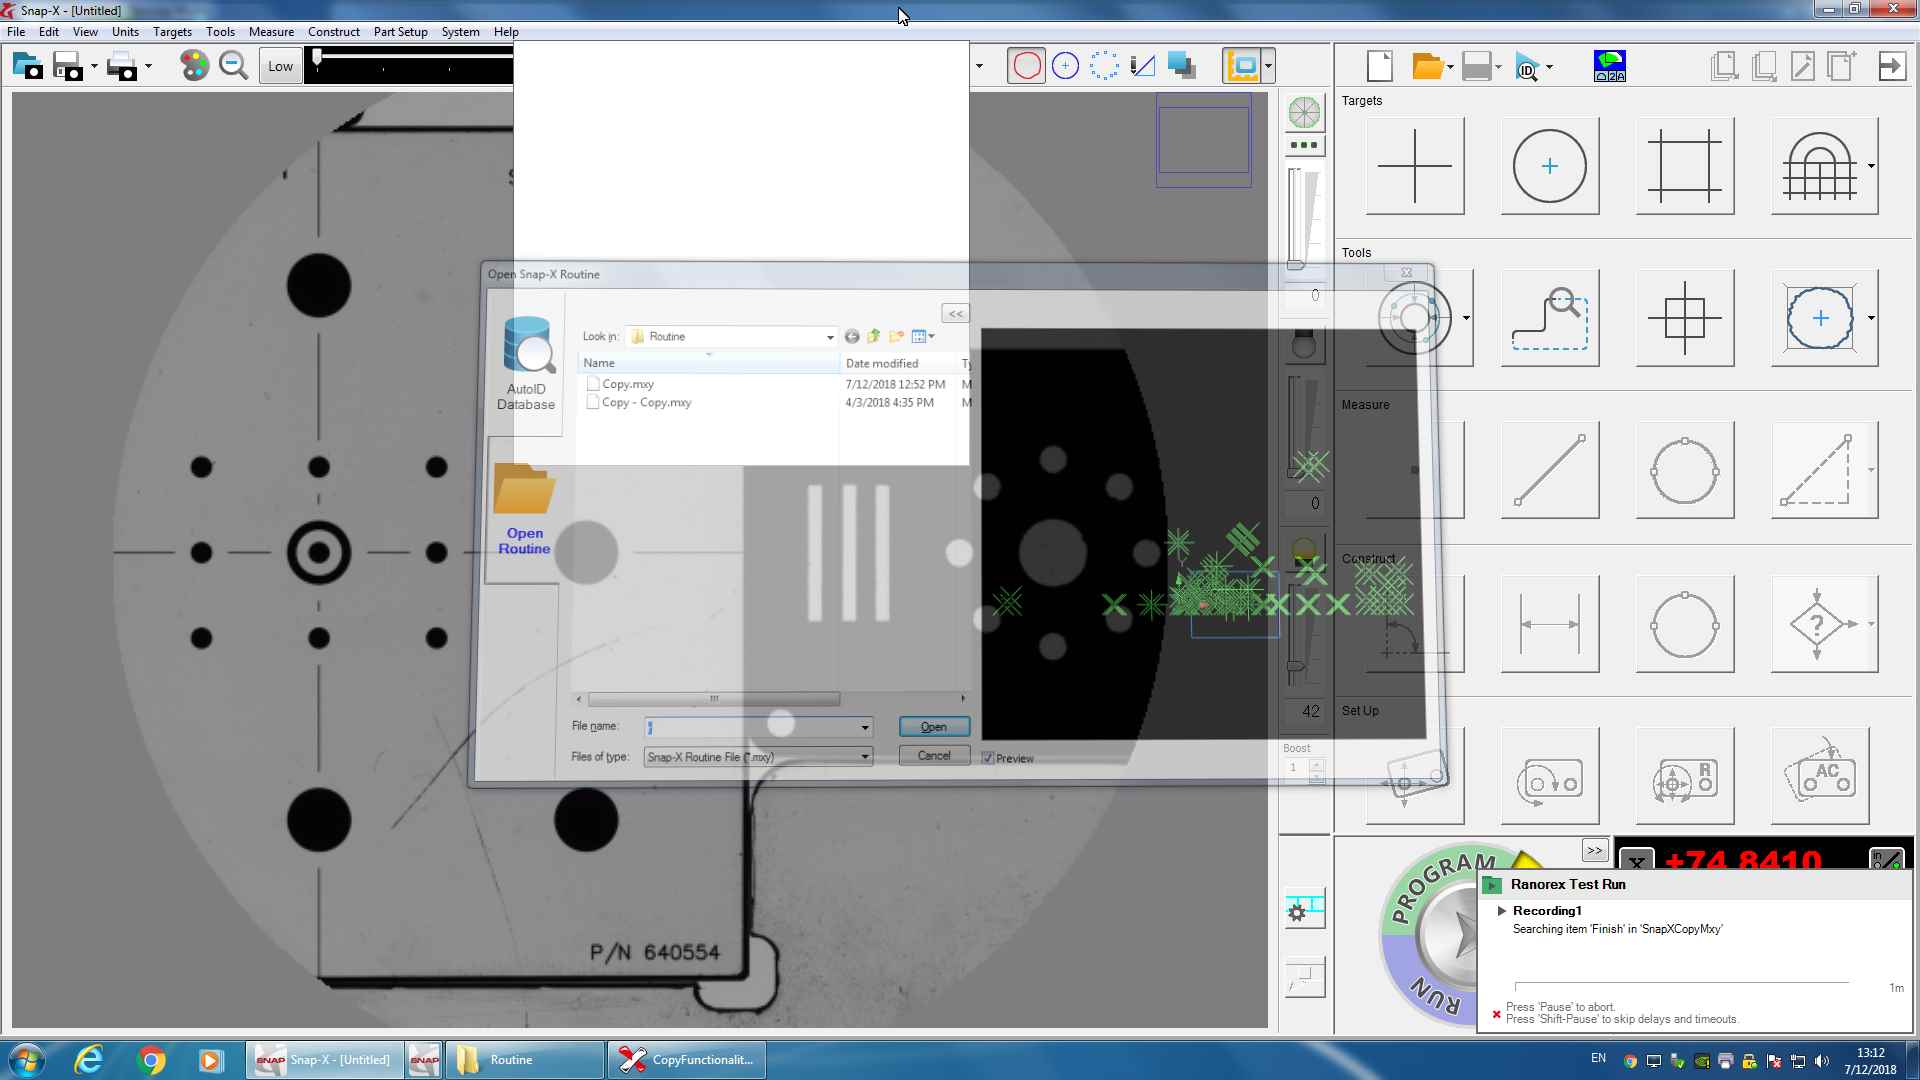 Snap-X - [Untitled]
File Edit View Units Targets Tools Measure Construct Part Setup System Help
Low
ID
Targets
Open Snap-X Routine
Tools
0
<<
Look in: Routine
AutoID
Database
Name Date modified Ty
Copy.mxy 7/12/2018 12:52 PM M
Copy - Copy.mxy 4/3/2018 4:35 PM M
Measure
0
Open
Routine
Construct
?
42
Set Up
File name:
Open
Boost
Files of type: Snap-X Routine File (*.mxy) Cancel Preview
1
R
AC
>>
X +74.8410 in
PROGRAM
RUN
Ranorex Test Run
Recording1
Searching item 'Finish' in 'SnapXCopyMxy'
P/N 640554
1m
Press 'Pause' to abort.
Press 'Shift-Pause' to skip delays and timeouts.
SNAP Snap-X - [Untitled] SNAP Routine CopyFunctionalit...
EN
13:12
7/12/2018